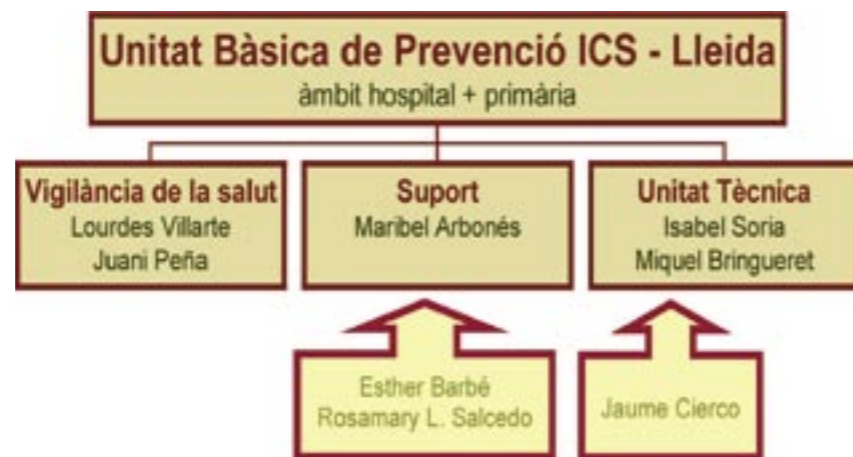 Unitat Bàsica de Prevenció ICS - Lleida
àmbit hospital + primària
Vigilància de la salut
Lourdes Villarte
Juani Peña
Suport
Maribel Arbonés
Unitat Tècnica
Isabel Soria
Miquel Bringueret
Esther Barbé
Rosamary L. Salcedo
Jaume Cierco